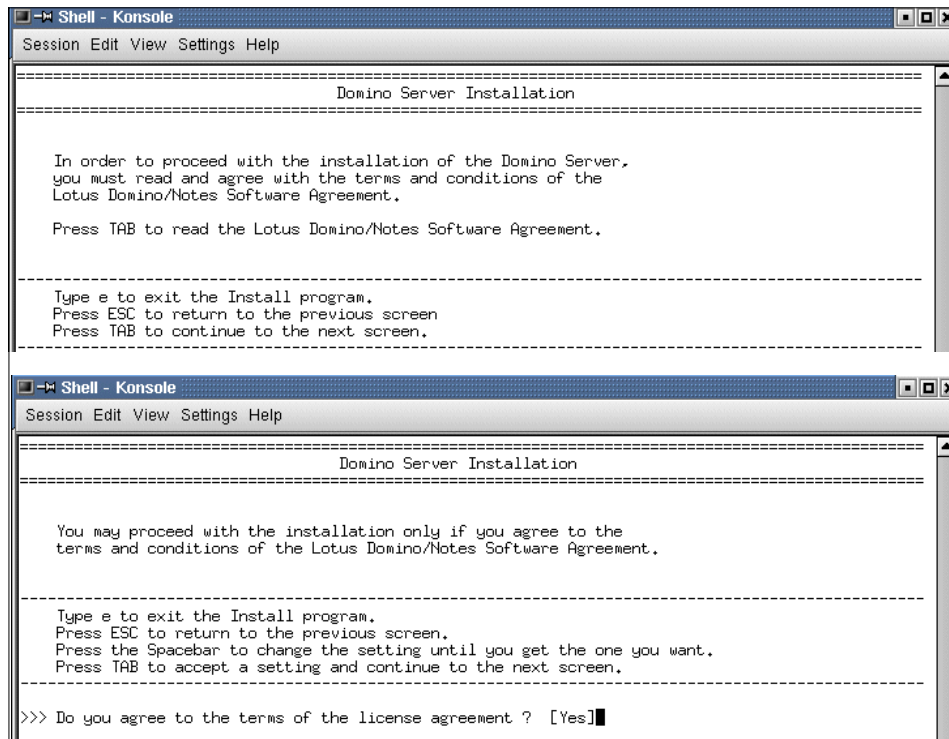 Shell - Konsole
Session Edit View Settings Help
Domino Server Installation
In order to proceed with the installation of the Domino Server,
you must read and agree with the terms and conditions of the
Lotus Domino/Notes Software Agreement.
Press TAB to read the Lotus Domino/Notes Software Agreement.
Type e to exit the Install program.
Press ESC to return to the previous screen
Press TAB to continue to the next screen.
Shell - Konsole
Session Edit View Settings Help
Domino Server Installation
You may proceed with the installation only if you agree to the
terms and conditions of the Lotus Domino/Notes Software Agreement.
Type e to exit the Install program.
Press ESC to return to the previous screen.
Press the Spacebar to change the setting until you get the one you want.
Press TAB to accept a setting and continue to the next screen.
>>> Do you agree to the terms of the license agreement ? [Yes]